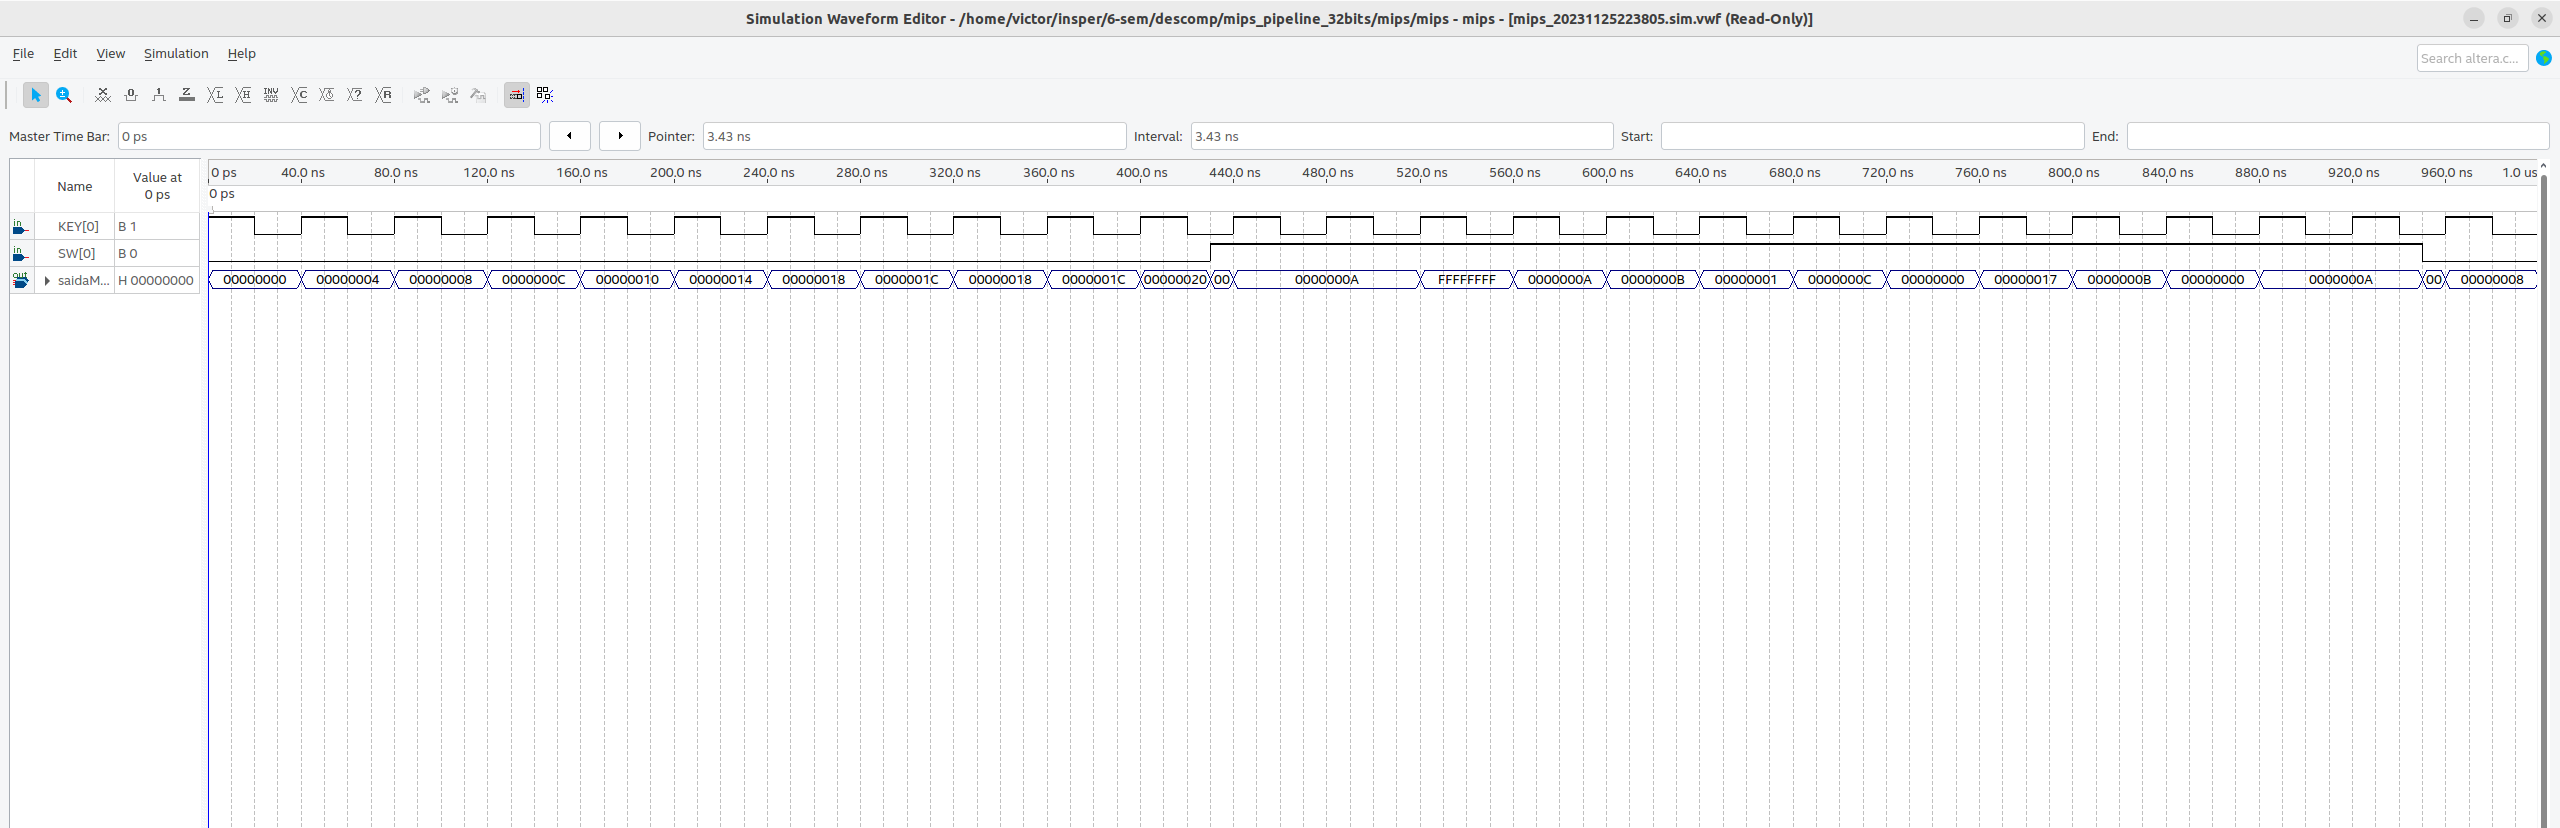 Simulation Waveform Editor - /home/victor/insper/6-sem/descomp/mips_pipeline_32bits/mips/mips - mips - [mips_20231125223805.sim.vwf (Read-Only)]
File Edit View Simulation Help
Search altera.c...
Master Time Bar: 0 ps Pointer: 3.43 ns Interval: 3.43 ns Start: End:
Name Value at 0 ps
0 ps 40.0 ns 80.0 ns 120.0 ns 160.0 ns 200.0 ns 240.0 ns 280.0 ns 320.0 ns 360.0 ns 400.0 ns 440.0 ns 480.0 ns 520.0 ns 560.0 ns 600.0 ns 640.0 ns 680.0 ns 720.0 ns 760.0 ns 800.0 ns 840.0 ns 880.0 ns 920.0 ns 960.0 ns 1.0 us
0 ps
in KEY[0] B 1
in SW[0] B 0
out saidaM... H 00000000 00000000 00000004 00000008 0000000C 00000010 00000014 00000018 0000001C 00000018 0000001C 00000020 00 0000000A FFFFFFFF 0000000A 0000000B 00000001 0000000C 00000000 00000017 0000000B 00000000 0000000A 00 00000008